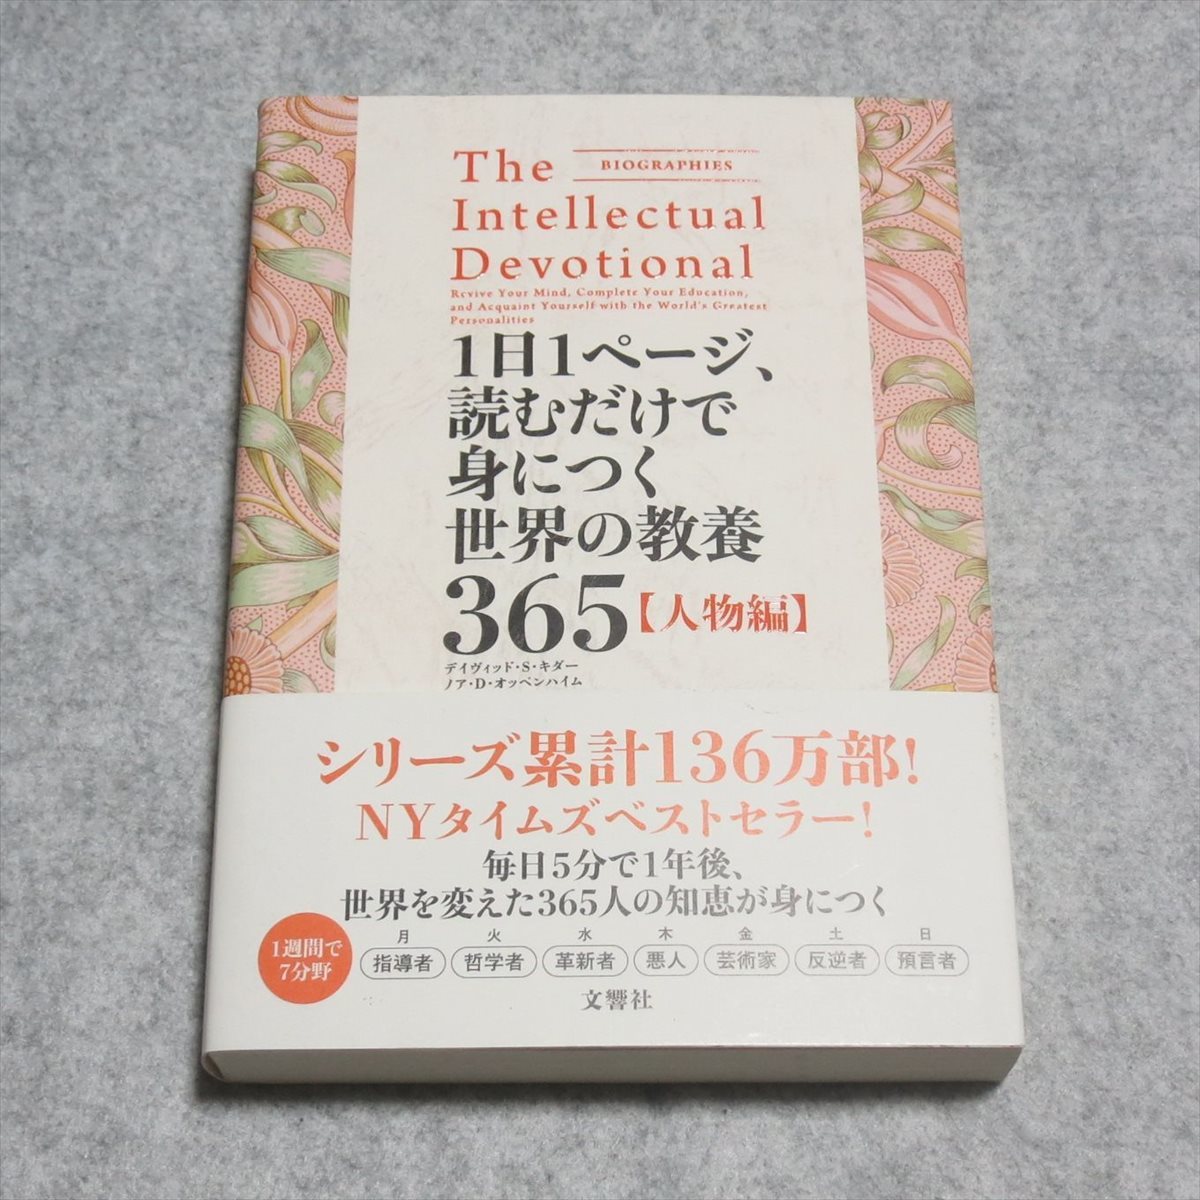 The BIOGRAPHIES
Intellectual
Devotional
Revive Your Mind, Complete Your Education,
and Acquaint Yourself with the World's Greatest
Personalities
1日1ページ、
読むだけで
身につく
世界の教養
365【人物編】
デイヴィッド・S・キダー
ノア・D・オッペンハイム
シリーズ累計136万部!
NYタイムズベストセラー!
毎日5分で1年後、
世界を変えた365人の知恵が身につく
1週間で
7分野
月 火 水 木 金 土 日
指導者 哲学者 革新者 悪人 芸術家 反逆者 預言者
文響社